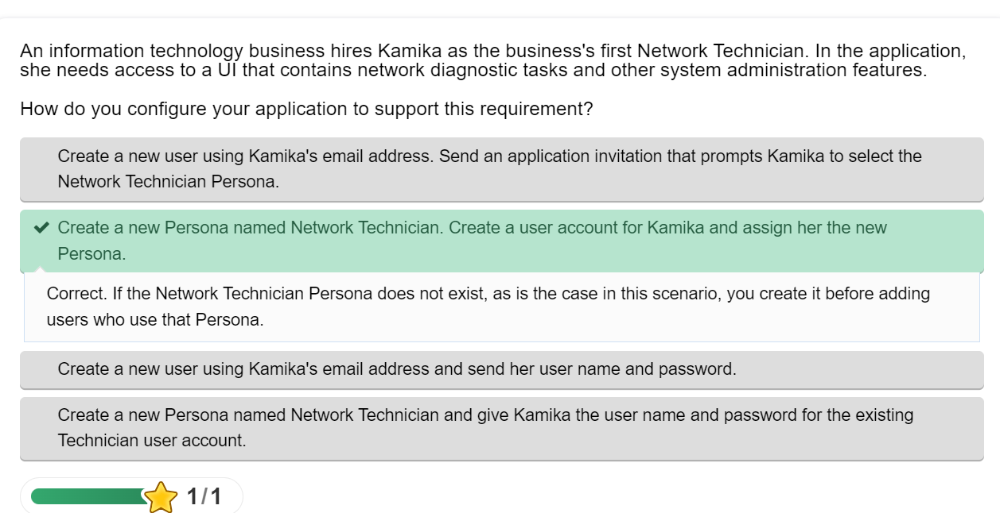 An information technology business hires Kamika as the business's first Network Technician. In the application,
she needs access to a UI that contains network diagnostic tasks and other system administration features.
How do you configure your application to support this requirement?
Create a new user using Kamika's email address. Send an application invitation that prompts Kamika to select the
Network Technician Persona.
Create a new Persona named Network Technician. Create a user account for Kamika and assign her the new
Persona.
Correct. If the Network Technician Persona does not exist, as is the case in this scenario, you create it before adding
users who use that Persona.
Create a new user using Kamika's email address and send her user name and password.
Create a new Persona named Network Technician and give Kamika the user name and password for the existing
Technician user account.
1/1